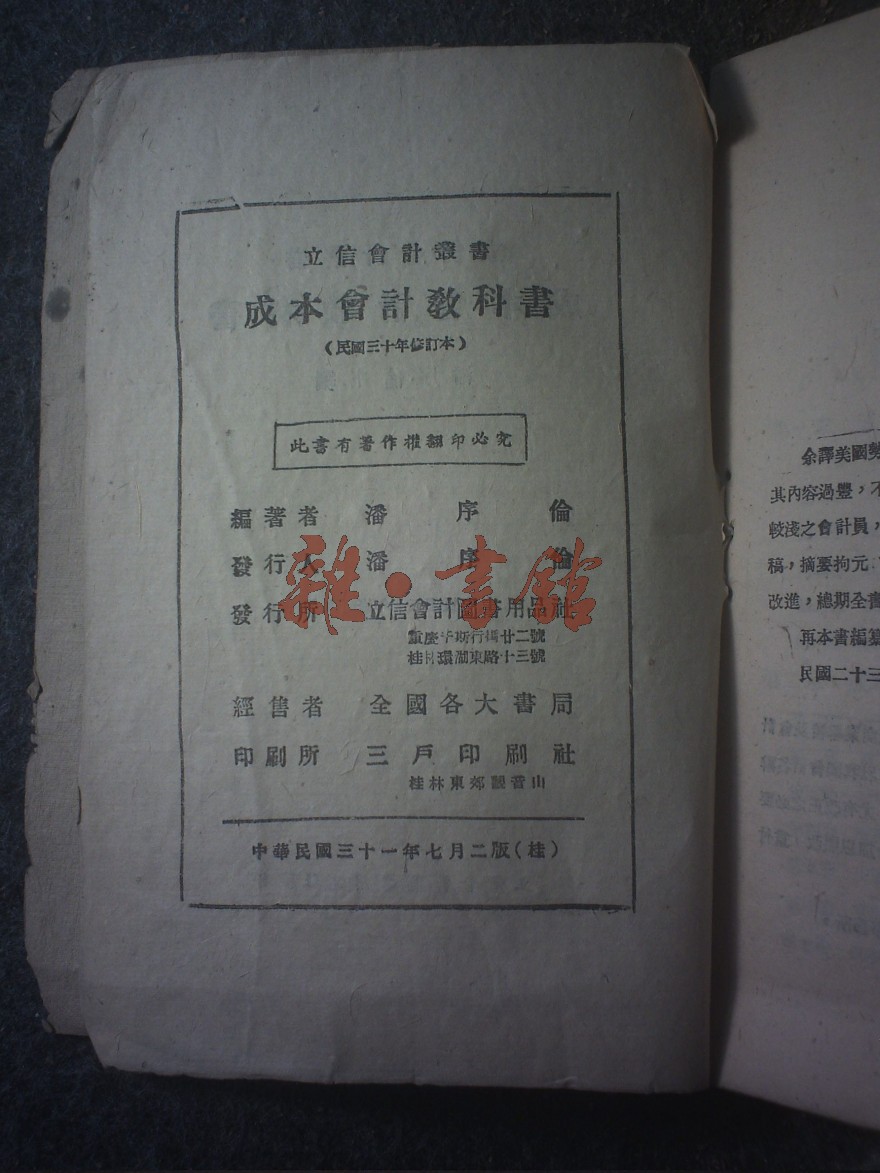 立信會計叢書
成本會計教科書
（民國三十年修訂本）
此書有著作權翻印必究
編著者 潘序倫
發行人 潘序倫
發行所 立信會計圖書用品社
重慶 行 廿二號
桂林環湖東路十三號
經售者 全國各大書局
印刷所 三戶印刷社
桂林東郊觀音山
中華民國三十一年七月二版（桂）
雜·書館
余譯美國勞
其內容過豐，不
較淺之會計員，
稿，摘要拘元
改進，總期全書
再本書編纂
民國二十三